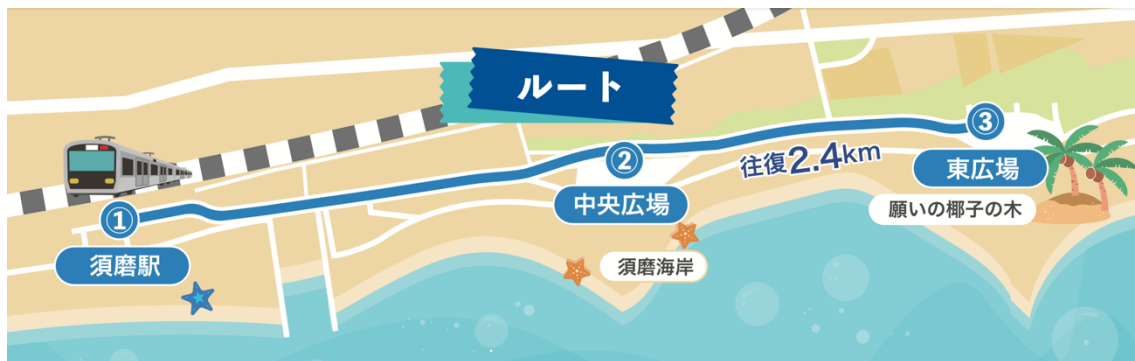 ルート
①
須磨駅
②
中央広場
往復2.4km
③
東広場
願いの椰子の木
須磨海岸